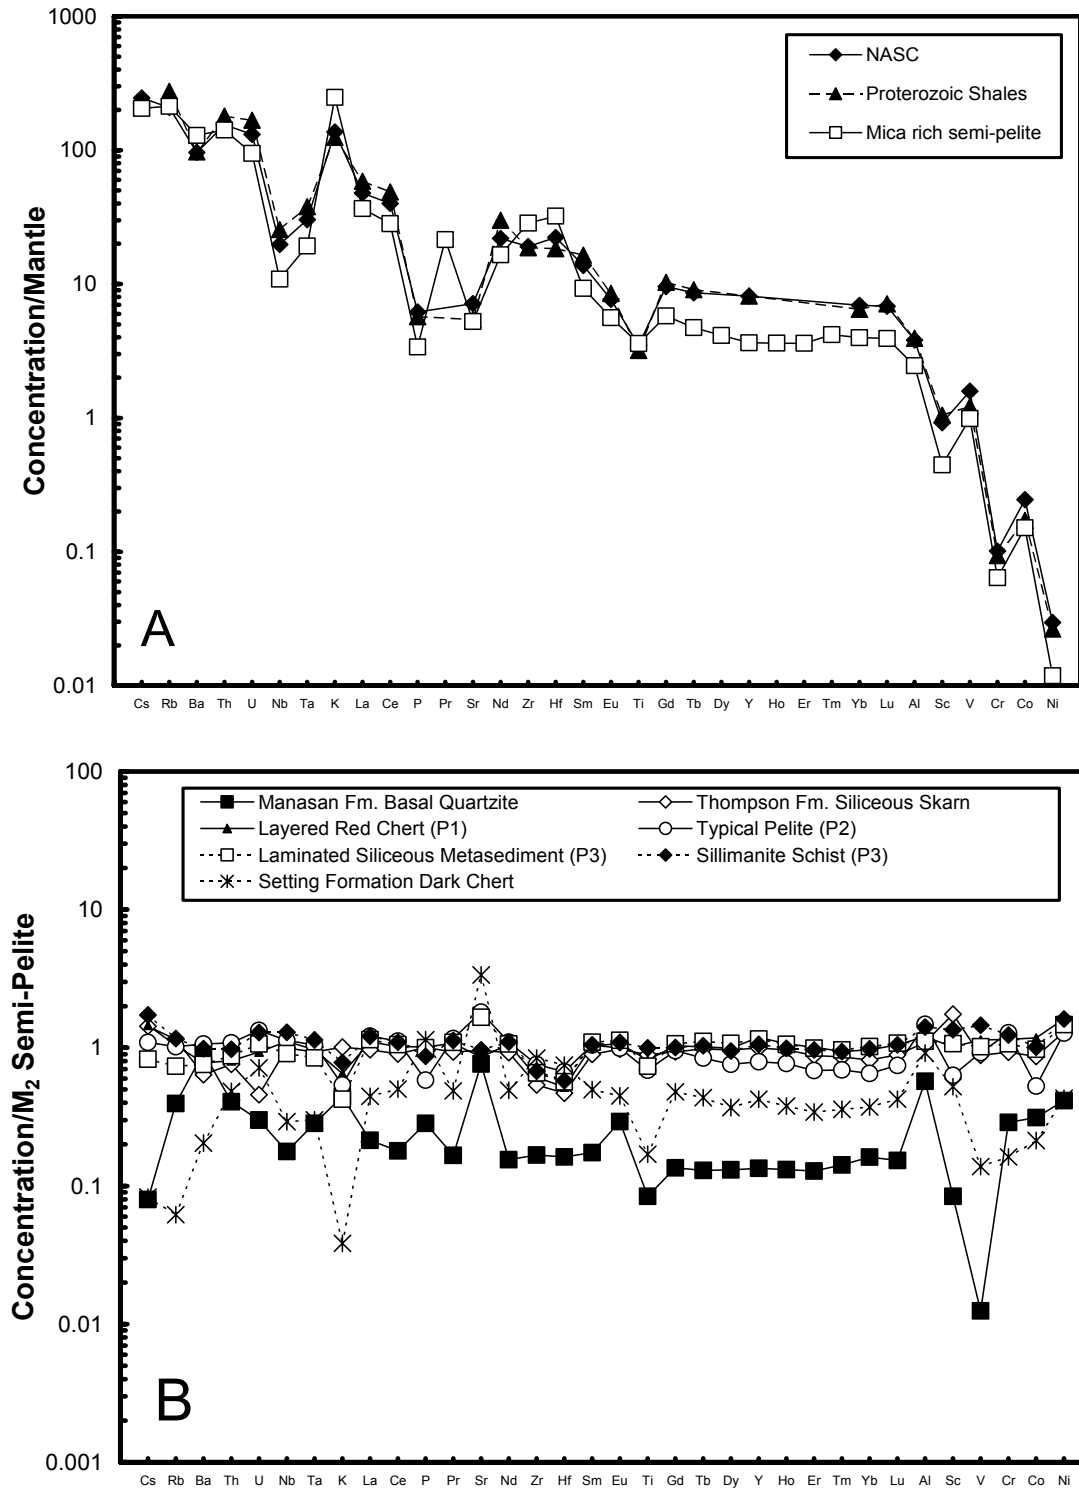 1000
100
10
1
0.1
0.01
Concentration/Mantle
NASC
Proterozoic Shales
Mica rich semi-pelite
A
Cs Rb Ba Th U Nb Ta K La Ce P Pr Sr Nd Zr Hf Sm Eu Ti Gd Tb Dy Y Ho Er Tm Yb Lu Al Sc V Cr Co Ni
100
10
1
0.1
0.01
0.001
Concentration/M₂ Semi-Pelite
Manasan Fm. Basal Quartzite Thompson Fm. Siliceous Skarn
Layered Red Chert (P1) Typical Pelite (P2)
Laminated Siliceous Metasediment (P3) Sillimanite Schist (P3)
Setting Formation Dark Chert
B
Cs Rb Ba Th U Nb Ta K La Ce P Pr Sr Nd Zr Hf Sm Eu Ti Gd Tb Dy Y Ho Er Tm Yb Lu Al Sc V Cr Co Ni